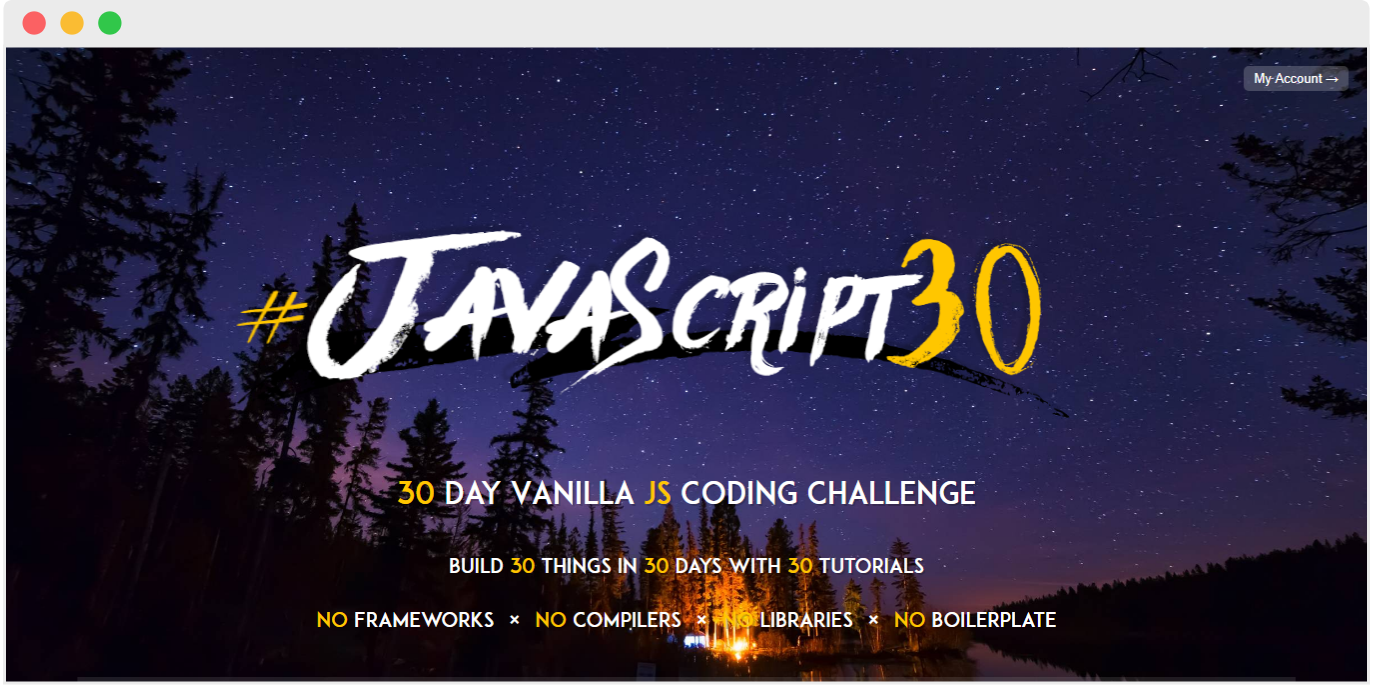 My Account →
#JavaScript30
30 DAY VANILLA JS CODING CHALLENGE
BUILD 30 THINGS IN 30 DAYS WITH 30 TUTORIALS
NO FRAMEWORKS × NO COMPILERS × NO LIBRARIES × NO BOILERPLATE